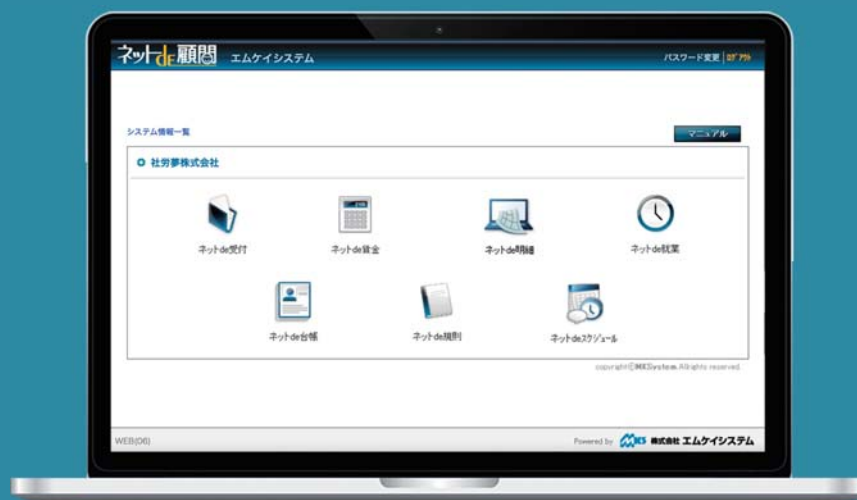 ネットde顧問 エムケイシステム
パスワード変更 | ログアウト
システム情報一覧
マニュアル
社労夢株式会社
ネットde受付 ネットde賃金 ネットde明細 ネットde就業
ネットde台帳 ネットde規則 ネットdeスケジュール
copyright©MKSystem. All rights reserved.
WEB(06)
Powered by MKS 株式会社 エムケイシステム